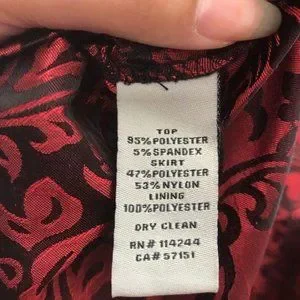 TOP
95%POLYESTER
5%SPANDEX
SKIRT
47%POLYESTER
53%NYLON
LINING
100%POLYESTER
DRY CLEAN
RN# 114244
CA# 57151